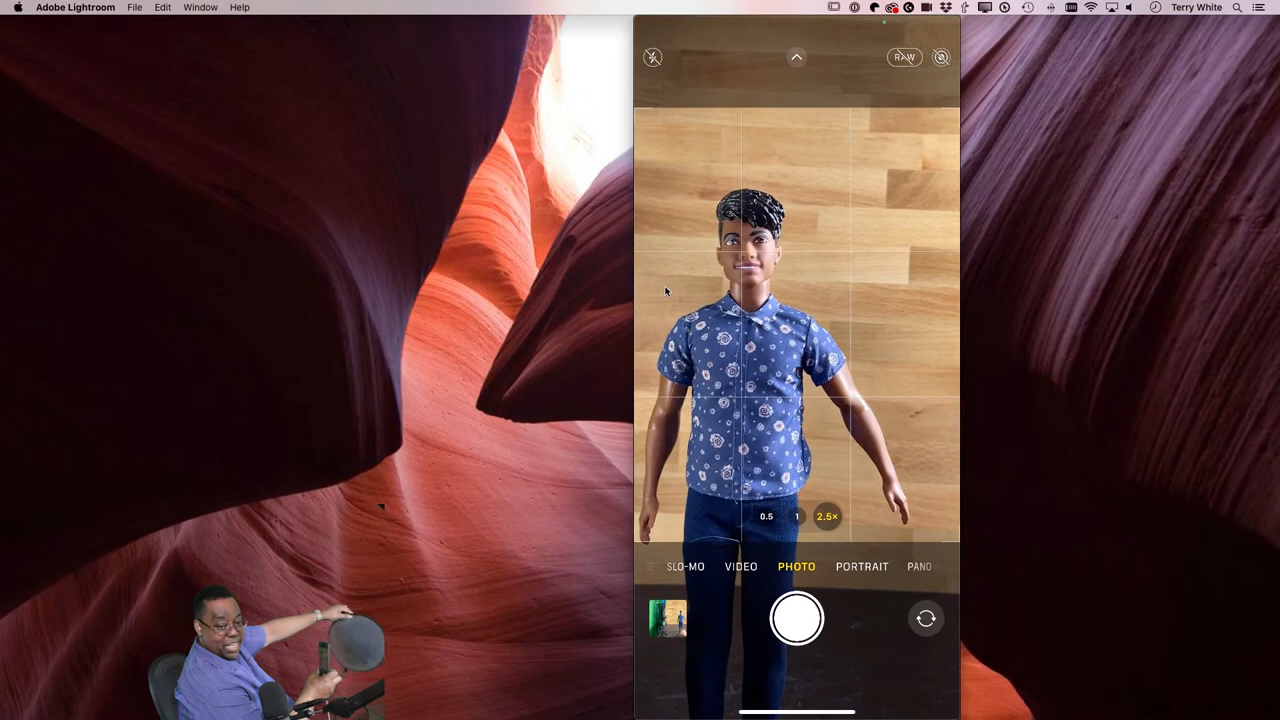 Adobe Lightroom File Edit Window Help Terry White
RAW
0.5 1 2.5×
SLO-MO VIDEO PHOTO PORTRAIT PANO